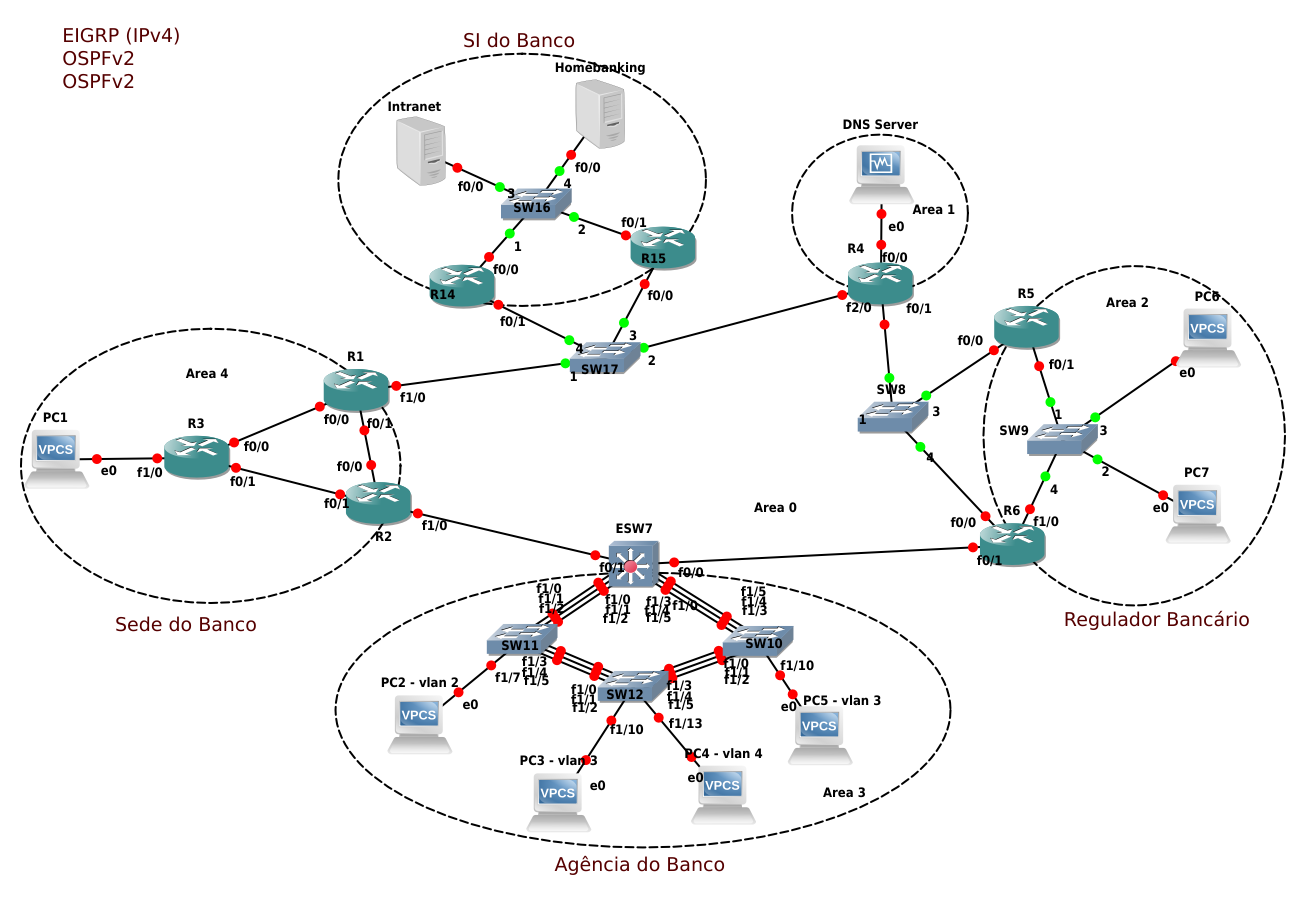 EIGRP (IPv4)
OSPFv2
OSPFv2
SI do Banco
Homebanking
Intranet
f0/0
f0/0
3
4
SW16
2
1
f0/1
R15
f0/0
f0/0
R14
f0/1
3
4
2
SW17
1
DNS Server
Area 1
e0
R4
f0/0
f2/0
f0/1
R5
Area 2
PC6
VPCS
e0
f0/0
f0/1
SW8
3
1
4
1
SW9
3
2
4
PC7
VPCS
e0
R6
f0/0
f1/0
f0/1
Area 0
Regulador Bancário
Area 4
R1
f1/0
f0/0
f0/1
PC1
VPCS
e0
R3
f1/0
f0/0
f0/1
f0/0
f0/1
f1/0
R2
Sede do Banco
ESW7
f0/1
f0/0
f1/0
f1/1
f1/2
f1/0
f1/1
f1/2
f1/3
f1/4
f1/5
f1/0
f1/5
f1/4
f1/3
SW11
SW10
f1/3
f1/4
f1/5
f1/7
f1/0
f1/1
f1/2
SW12
f1/3
f1/4
f1/5
f1/0
f1/1
f1/2
f1/10
PC2 - vlan 2
VPCS
e0
f1/10
f1/13
e0
PC5 - vlan 3
VPCS
PC3 - vlan 3
VPCS
e0
PC4 - vlan 4
VPCS
e0
Area 3
Agência do Banco